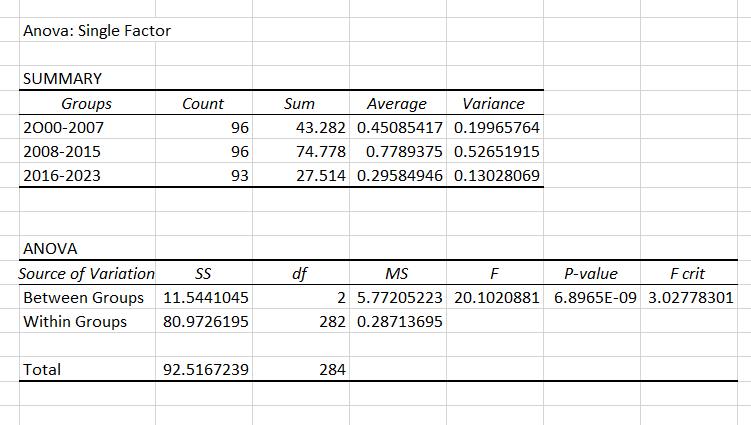 Anova: Single Factor
SUMMARY
Groups Count Sum Average Variance
2000-2007 96 43.282 0.45085417 0.19965764
2008-2015 96 74.778 0.7789375 0.52651915
2016-2023 93 27.514 0.29584946 0.13028069
ANOVA
Source of Variation SS df MS F P-value F crit
Between Groups 11.5441045 2 5.77205223 20.1020881 6.8965E-09 3.02778301
Within Groups 80.9726195 282 0.28713695
Total 92.5167239 284